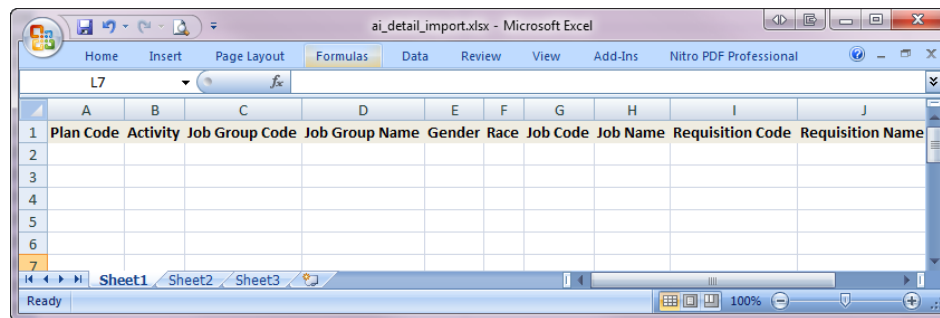 ai_detail_import.xlsx - Microsoft Excel
Home Insert Page Layout Formulas Data Review View Add-Ins Nitro PDF Professional
L7 fx
A B C D E F G H I J
1 Plan Code Activity Job Group Code Job Group Name Gender Race Job Code Job Name Requisition Code Requisition Name
2
3
4
5
6
7
Sheet1 Sheet2 Sheet3
Ready 100%